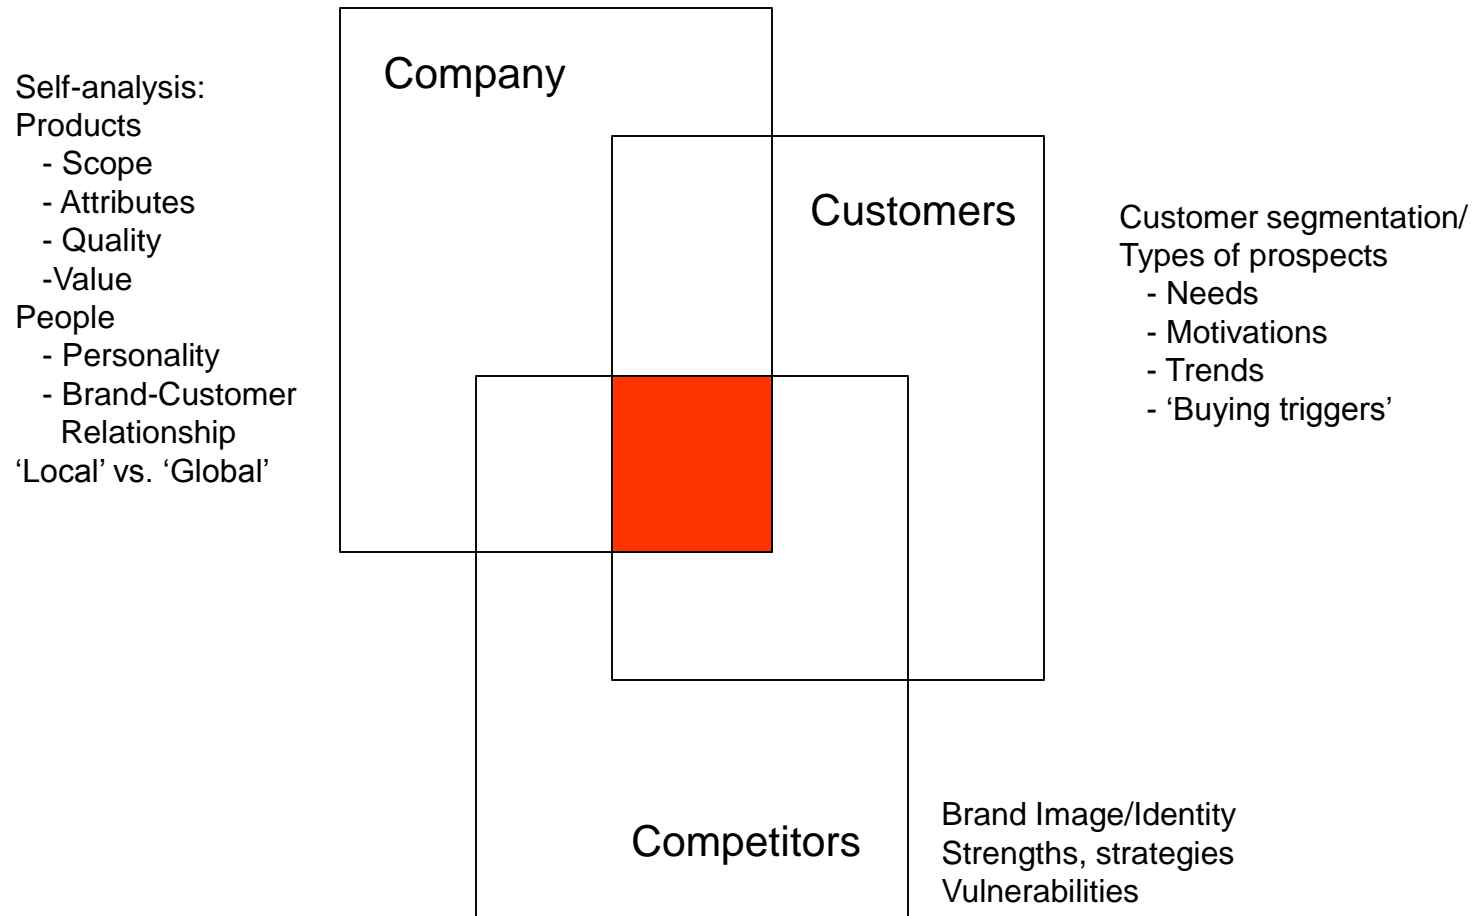 Company
Self-analysis:
Products
- Scope
- Attributes
- Quality
-Value
People
- Personality
- Brand-Customer
Relationship
‘Local’ vs. ‘Global’
Customers
Customer segmentation/
Types of prospects
- Needs
- Motivations
- Trends
- ‘Buying triggers’
Competitors
Brand Image/Identity
Strengths, strategies
Vulnerabilities